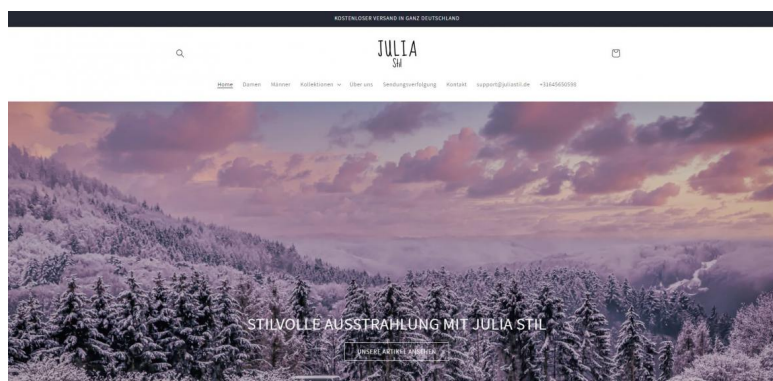 KOSTENLOSER VERSAND IN GANZ DEUTSCHLAND
JULIA
Stil
Home Damen Männer Kollektionen Über uns Sendungsverfolgung Kontakt support@juliastil.de +31645650596
STILVOLLE AUSSTRAHLUNG MIT JULIA STIL
UNSERE ARTIKEL ANSEHEN